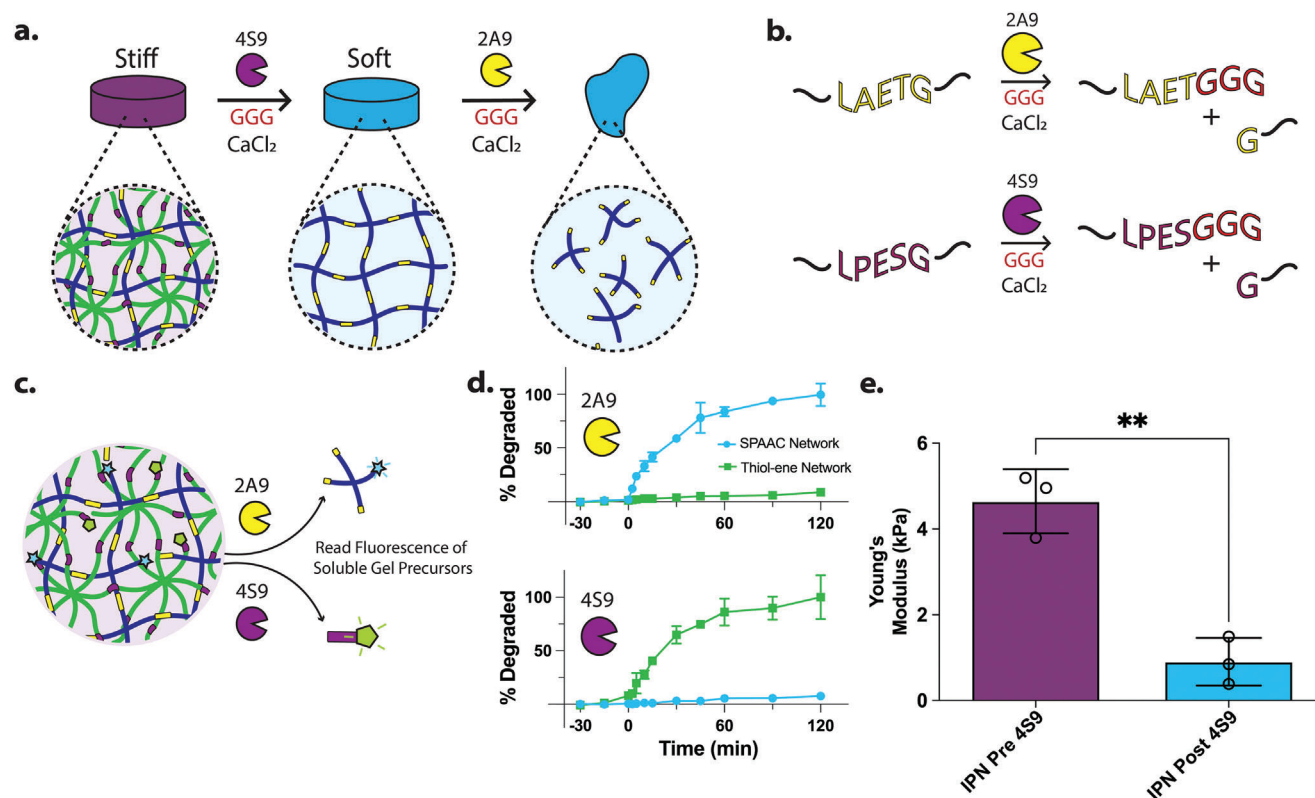 a.
Stiff
4S9
GGG
CaCl₂
Soft
2A9
GGG
CaCl₂
b.
LAETG
2A9
GGG
CaCl₂
LAETGGG
+
G
LPESG
4S9
GGG
CaCl₂
LPESGGG
+
G
c.
2A9
4S9
Read Fluorescence of
Soluble Gel Precursors
d.
2A9
% Degraded
100
50
SPAAC Network
Thiol-ene Network
-30
0
60
120
4S9
% Degraded
100
50
-30
0
60
120
Time (min)
e.
**
Young's
Modulus (kPa)
6
4
2
0
IPN Pre 4S9
IPN Post 4S9